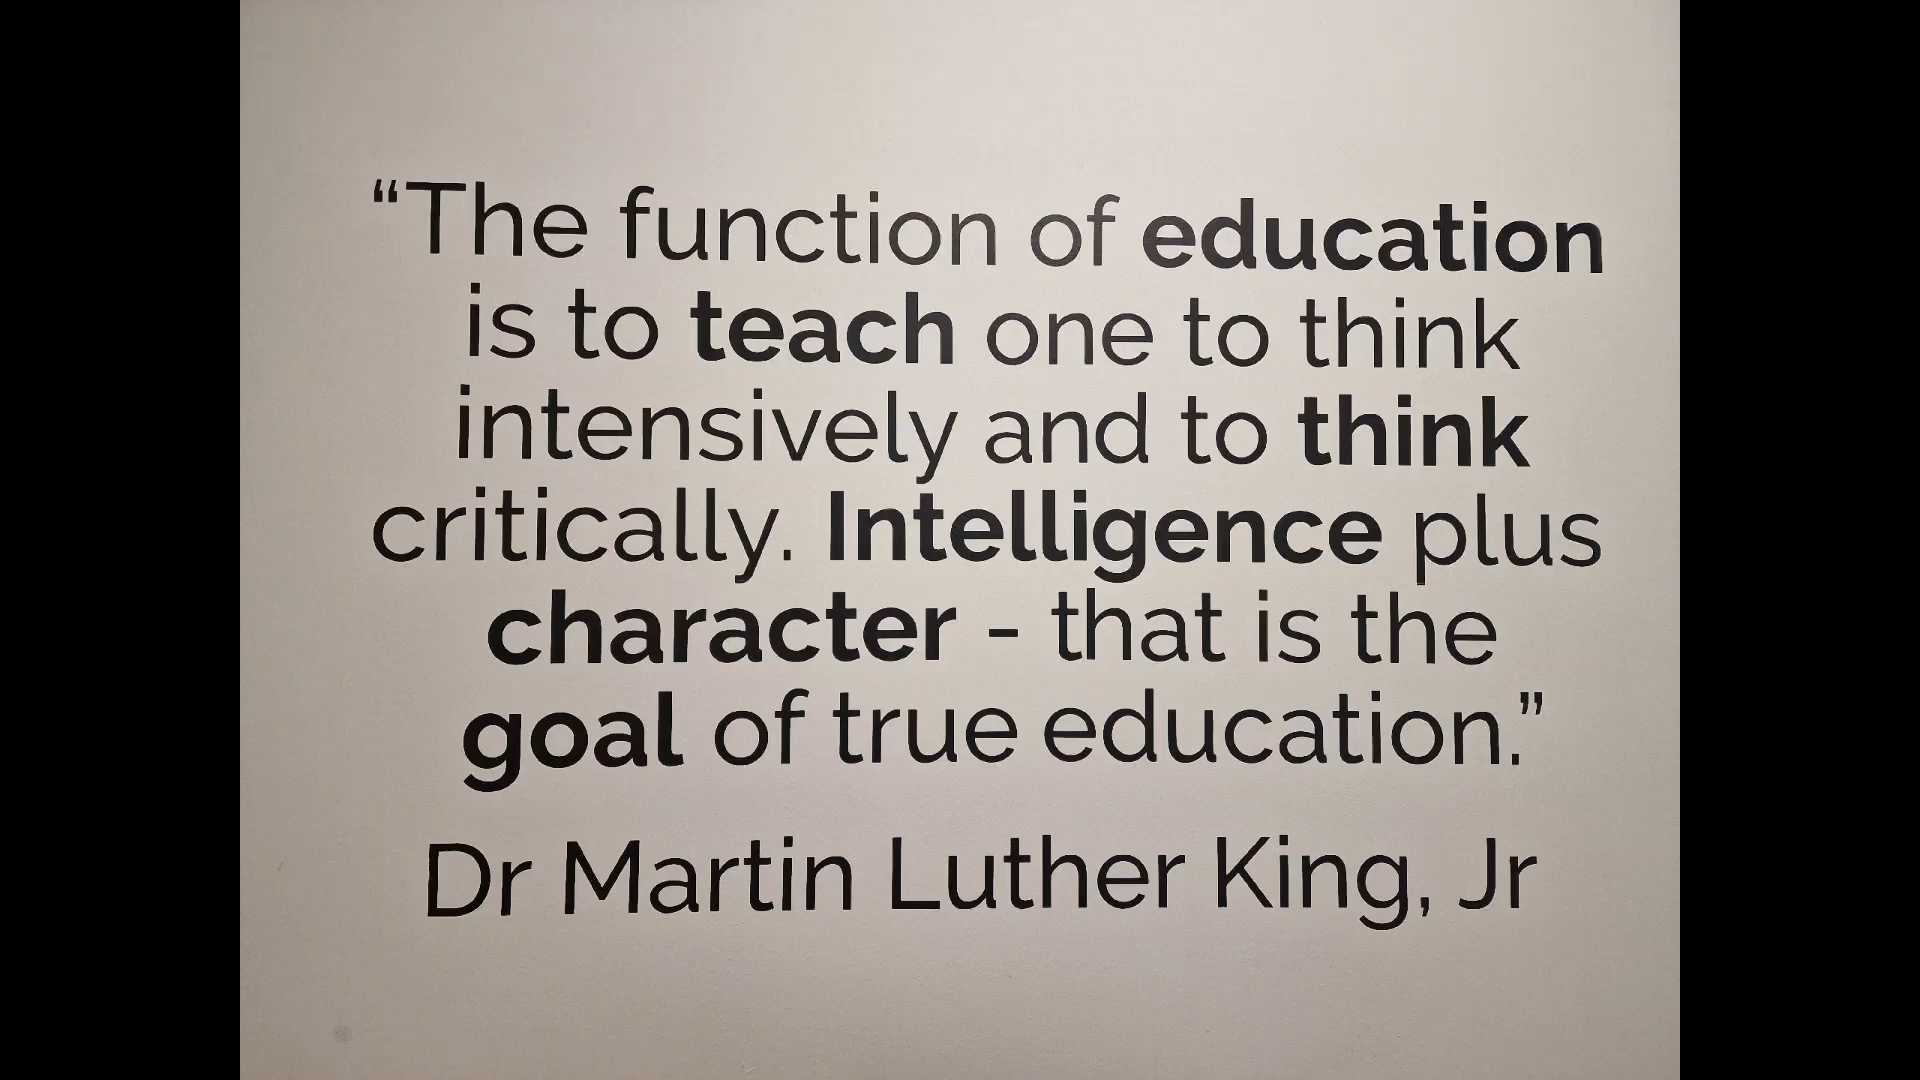 “The function of education
is to teach one to think
intensively and to think
critically. Intelligence plus
character - that is the
goal of true education.”
Dr Martin Luther King, Jr